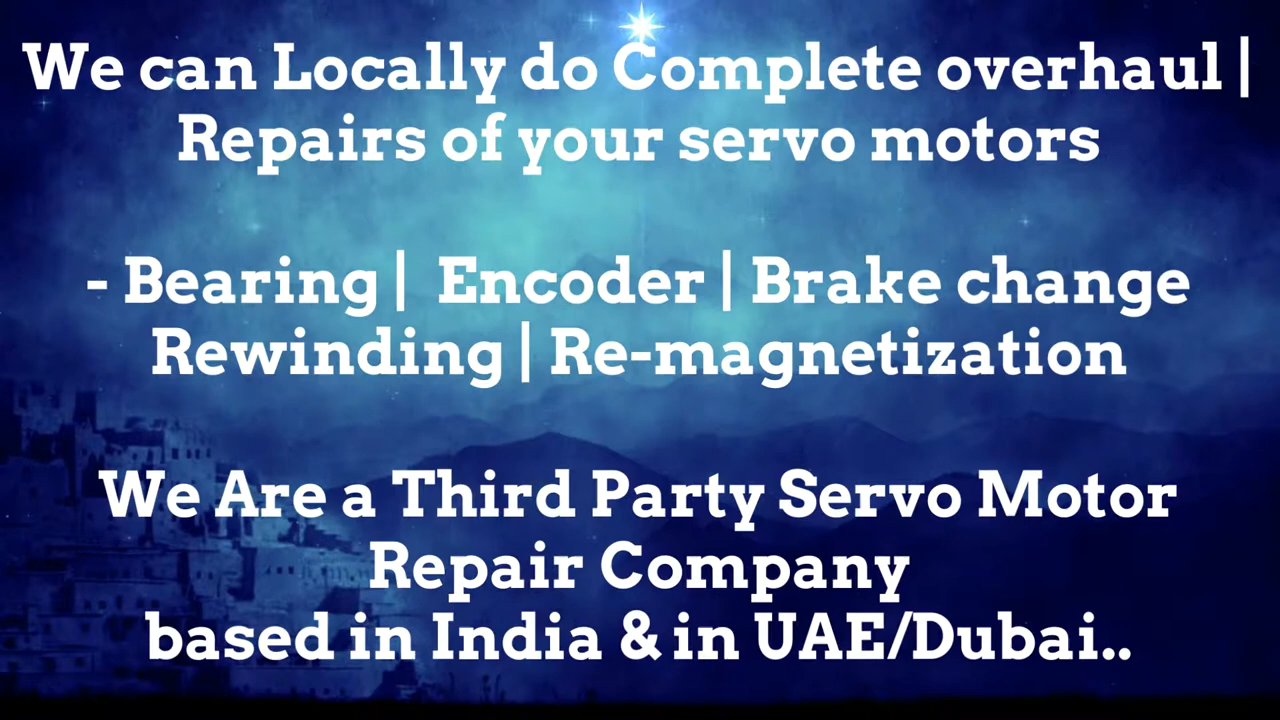 We can Locally do Complete overhaul |
Repairs of your servo motors
- Bearing | Encoder | Brake change
Rewinding | Re-magnetization
We Are a Third Party Servo Motor
Repair Company
based in India & in UAE/Dubai..